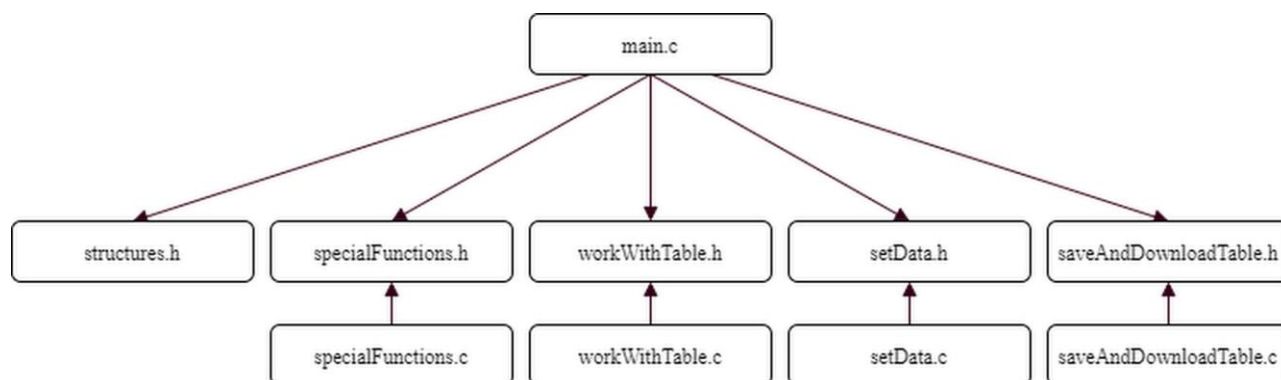 main.c
structures.h
specialFunctions.h
workWithTable.h
setData.h
saveAndDownloadTable.h
specialFunctions.c
workWithTable.c
setData.c
saveAndDownloadTable.c